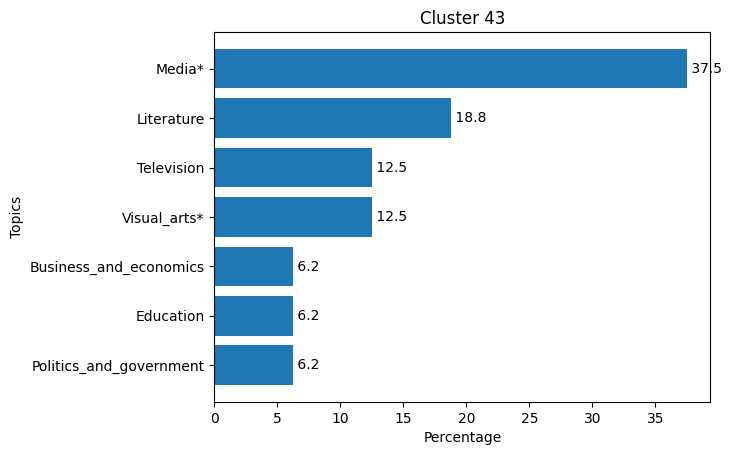 Cluster 43
Topics
Media* 37.5
Literature 18.8
Television 12.5
Visual_arts* 12.5
Business_and_economics 6.2
Education 6.2
Politics_and_government 6.2
0 5 10 15 20 25 30 35
Percentage